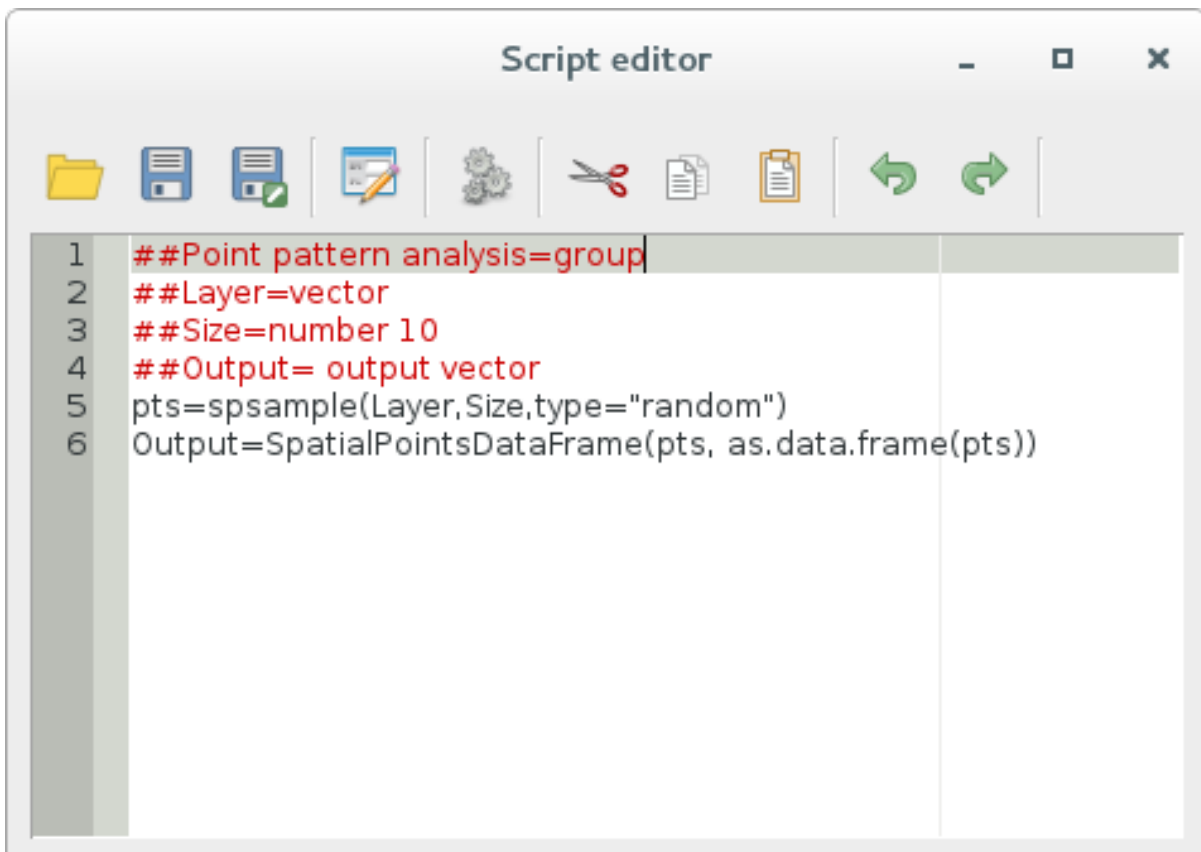 Script editor
1 ##Point pattern analysis=group
2 ##Layer=vector
3 ##Size=number 10
4 ##Output= output vector
5 pts=spsample(Layer,Size,type="random")
6 Output=SpatialPointsDataFrame(pts, as.data.frame(pts))